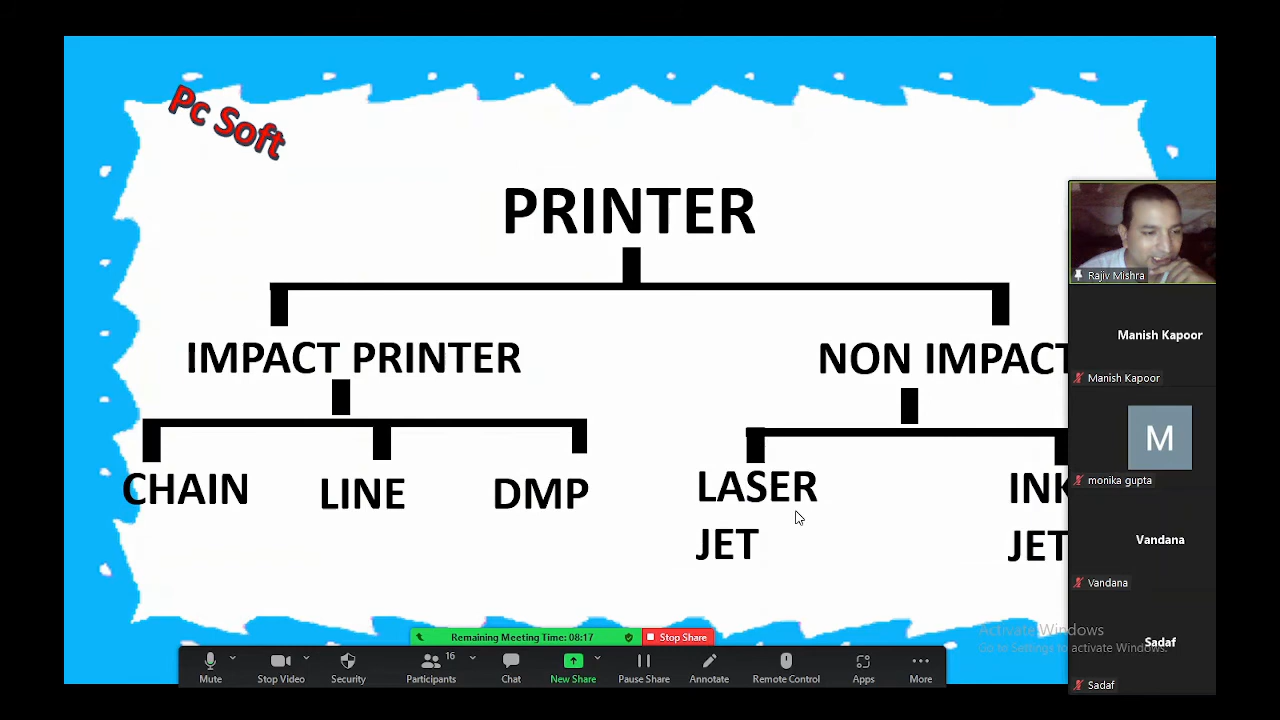 Pc Soft
PRINTER
IMPACT PRINTER
NON IMPACT
CHAIN
LINE
DMP
LASER
JET
INK
JET
Rajiv Mishra
Manish Kapoor
Manish Kapoor
M
monika gupta
Vandana
Vandana
Sadaf
Sadaf
Activate Windows
Go to Settings to activate Windows.
Remaining Meeting Time: 08:17
Stop Share
16
Mute
Stop Video
Security
Participants
Chat
New Share
Pause Share
Annotate
Remote Control
Apps
More